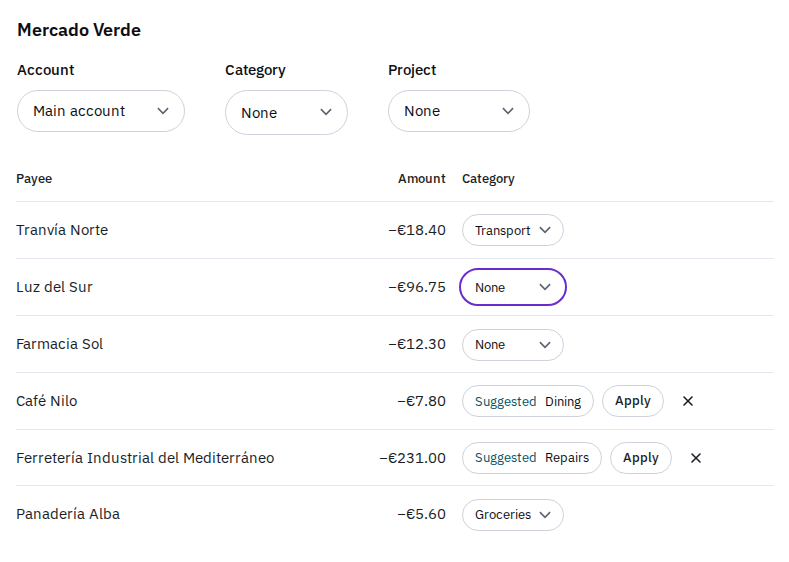 Mercado Verde
Account Category Project
Main account None None
Payee Amount Category
Tranvía Norte −€18.40 Transport
Luz del Sur −€96.75 None
Farmacia Sol −€12.30 None
Café Nilo −€7.80 Suggested Dining Apply
Ferretería Industrial del Mediterráneo −€231.00 Suggested Repairs Apply
Panadería Alba −€5.60 Groceries